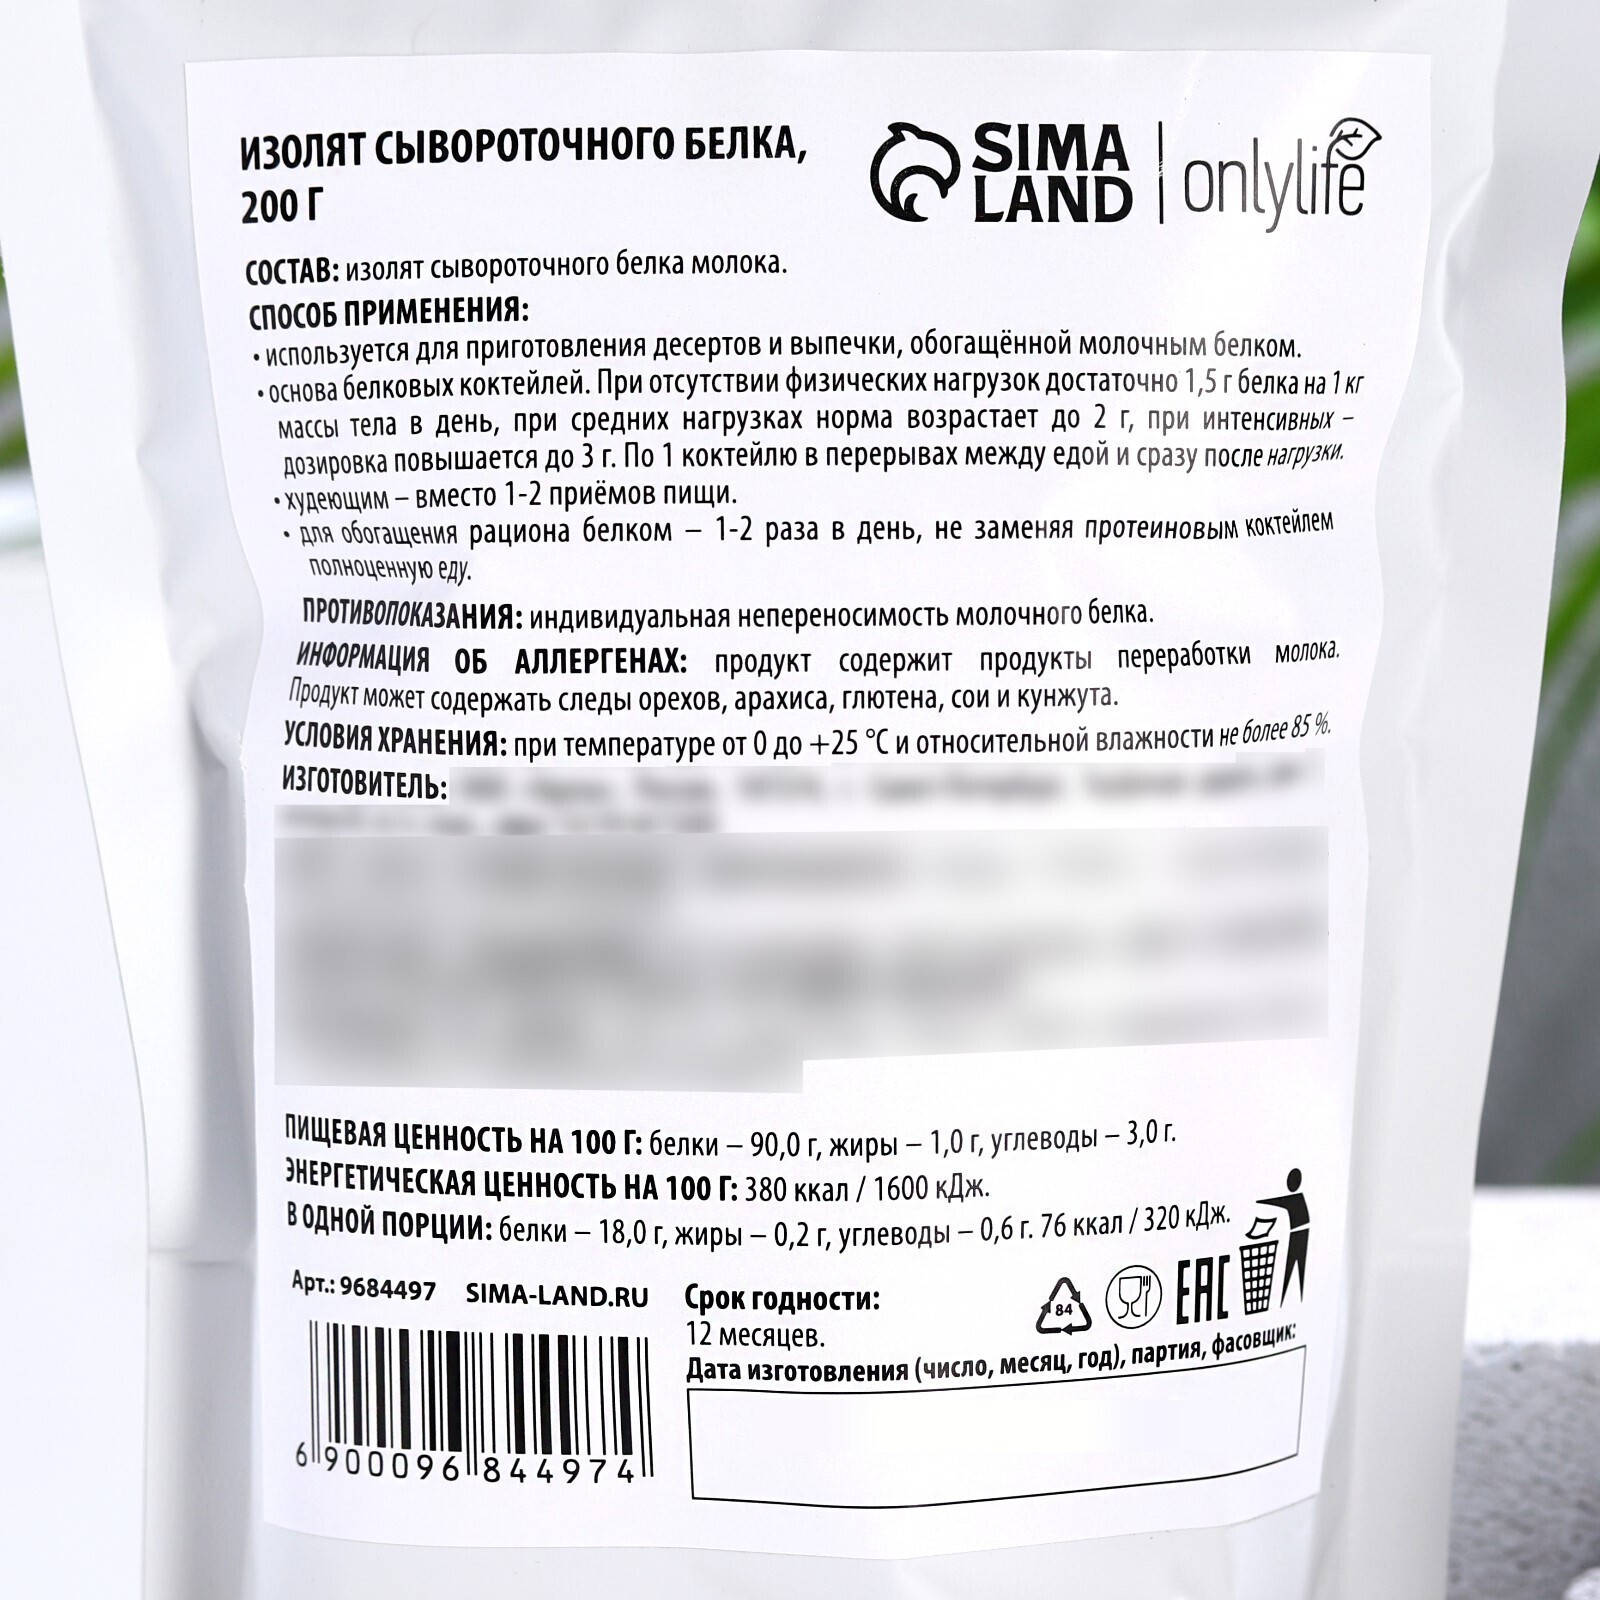 ИЗОЛЯТ СЫВОРОТОЧНОГО БЕЛКА,
200 Г
SIMA
LAND
onlylife
СОСТАВ: изолят сывороточного белка молока.
СПОСОБ ПРИМЕНЕНИЯ:
• используется для приготовления десертов и выпечки, обогащённой молочным белком.
• основа белковых коктейлей. При отсутствии физических нагрузок достаточно 1,5 г белка на 1 кг
массы тела в день, при средних нагрузках норма возрастает до 2 г, при интенсивных –
дозировка повышается до 3 г. По 1 коктейлю в перерывах между едой и сразу после нагрузки.
• худеющим – вместо 1-2 приёмов пищи.
• для обогащения рациона белком – 1-2 раза в день, не заменяя протеиновым коктейлем
полноценную еду.
ПРОТИВОПОКАЗАНИЯ: индивидуальная непереносимость молочного белка.
ИНФОРМАЦИЯ ОБ АЛЛЕРГЕНАХ: продукт содержит продукты переработки молока.
Продукт может содержать следы орехов, арахиса, глютена, сои и кунжута.
УСЛОВИЯ ХРАНЕНИЯ: при температуре от 0 до +25 °C и относительной влажности не более 85 %.
ИЗГОТОВИТЕЛЬ:
ПИЩЕВАЯ ЦЕННОСТЬ НА 100 Г: белки – 90,0 г, жиры – 1,0 г, углеводы – 3,0 г.
ЭНЕРГЕТИЧЕСКАЯ ЦЕННОСТЬ НА 100 Г: 380 ккал / 1600 кДж.
В ОДНОЙ ПОРЦИИ: белки – 18,0 г, жиры – 0,2 г, углеводы – 0,6 г. 76 ккал / 320 кДж.
Арт.: 9684497 SIMA-LAND.RU
Срок годности:
12 месяцев.
84
EAC
Дата изготовления (число, месяц, год), партия, фасовщик:
6 900096 844974